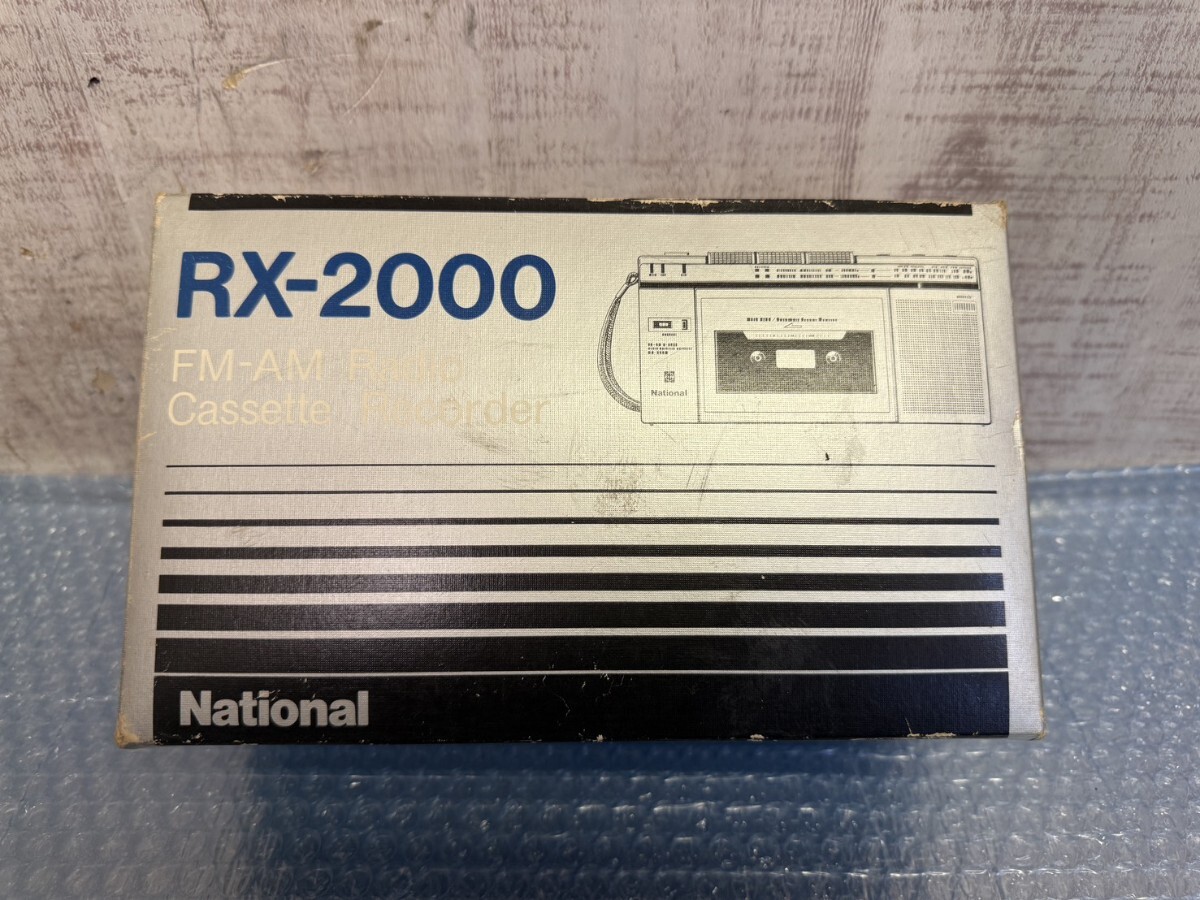 RX-2000
FM-AM Radio
Cassette Recorder
National
National